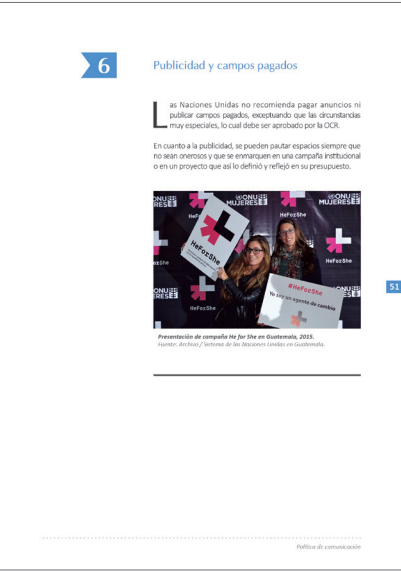 6
Publicidad y campos pagados
Las Naciones Unidas no recomienda pagar anuncios ni
publicar campos pagados, exceptuando que las circunstancias
muy especiales, lo cual debe ser aprobado por la OCR.
En cuanto a la publicidad, se pueden pautar espacios siempre que
no sean onerosos y que se enmarquen en una campaña institucional
o en un proyecto que así lo definió y reflejó en su presupuesto.
ONU
MUJERES
HeForShe
HeForShe
HeForShe
HeForShe
#HeForShe
Yo soy un agente de cambio
HeForShe
51
Presentación de campaña He for She en Guatemala, 2015.
Fuente: Archivo / Sistema de las Naciones Unidas en Guatemala.
Política de comunicación